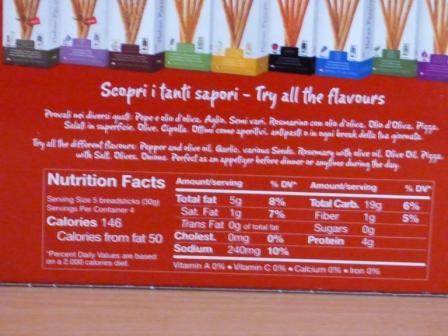 Scopri i tanti sapori - Try all the flavours
Provali nei diversi gusti: Pepe e olio d'oliva. Aglio. Semi vari. Rosmarino con olio d'oliva. Olio d'Oliva. Pizza.
Salati in superficie. Olive. Cipolla. Ottimi come aperitivi, antipasti o in ogni break della tua giornata.
Try all the different flavours: Pepper and olive oil. Garlic. various Seeds. Rosemary with olive oil. Olive Oil. Pizza.
with Salt. Olives. Onions. Perfect as an appetizer before dinner or anytime during the day.
Nutrition Facts
Serving Size 5 breadsticks (30g)
Servings Per Container 4
Calories 146
Calories from fat 50
*Percent Daily Values are based
on a 2.000 calories diet.
Amount/serving % DV*
Total fat 5g 8%
Sat. Fat 1g 7%
Trans Fat 0g of total fat
Cholest. 0mg 0%
Sodium 240mg 10%
Amount/serving % DV*
Total Carb. 19g 6%
Fiber 1g 5%
Sugars 0g
Protein 4g
Vitamin A 0% • Vitamin C 0% • Calcium 0% • Iron 0%